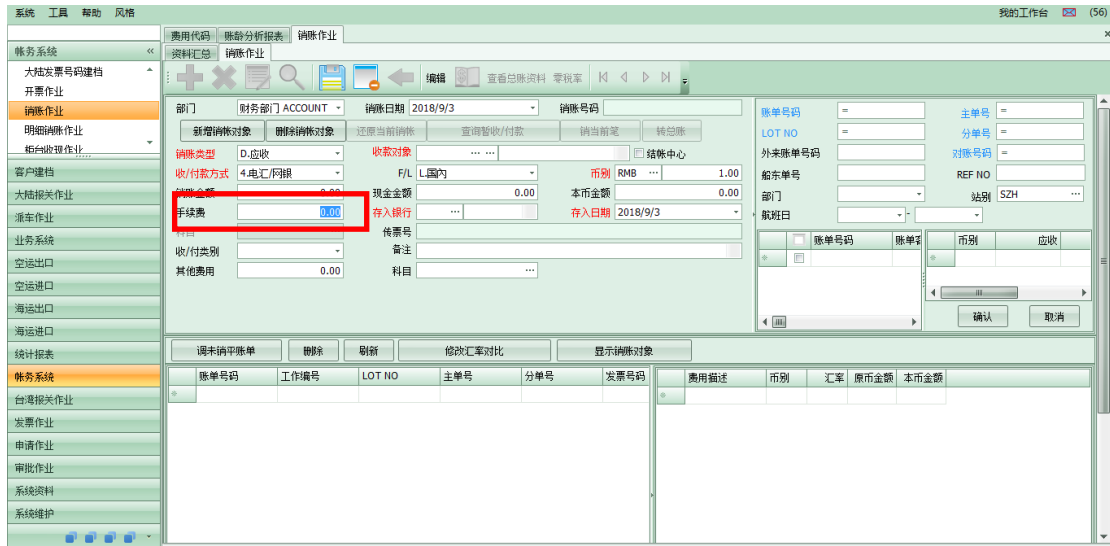 系统 工具 帮助 风格 我的工作台 (56)
费用代码 账龄分析报表 销账作业
帐务系统 « 资料汇总 销账作业
大陆发票号码建档
开票作业
销账作业
明细销账作业
柜台收现作业
客户建档
大陆报关作业
派车作业
业务系统
空运出口
空运进口
海运出口
海运进口
统计报表
帐务系统
台湾报关作业
发票作业
申请作业
审批作业
系统资料
系统维护
编辑 查看总账资料 零税率
部门 财务部门 ACCOUNT 销账日期 2018/9/3 销账号码
新增销帐对象 删除销帐对象 还原当前销帐 查询暂收/付款 销当前笔 转总账
销账类型 D.应收 收款对象 ... ... 结帐中心
收/付款方式 4.电汇/网银 F/L L.国内 币别 RMB ... 1.00
销账金额 0.00 现金金额 0.00 本币金额 0.00
手续费 0.00 存入银行 ... 存入日期 2018/9/3
科目 传票号
收/付类别 备注
其他费用 0.00 科目 ...
账单号码 = 主单号 =
LOT NO = 分单号 =
外来账单号码 对账号码 =
船东单号 REF NO
部门 站别 SZH ...
航班日 -
账单号码 币别 应收
确认 取消
调未销平账单 删除 刷新 修改汇率对比 显示销账对象
账单号码 工作编号 LOT NO 主单号 分单号 发票号码 费用描述 币别 汇率 原币金额 本币金额